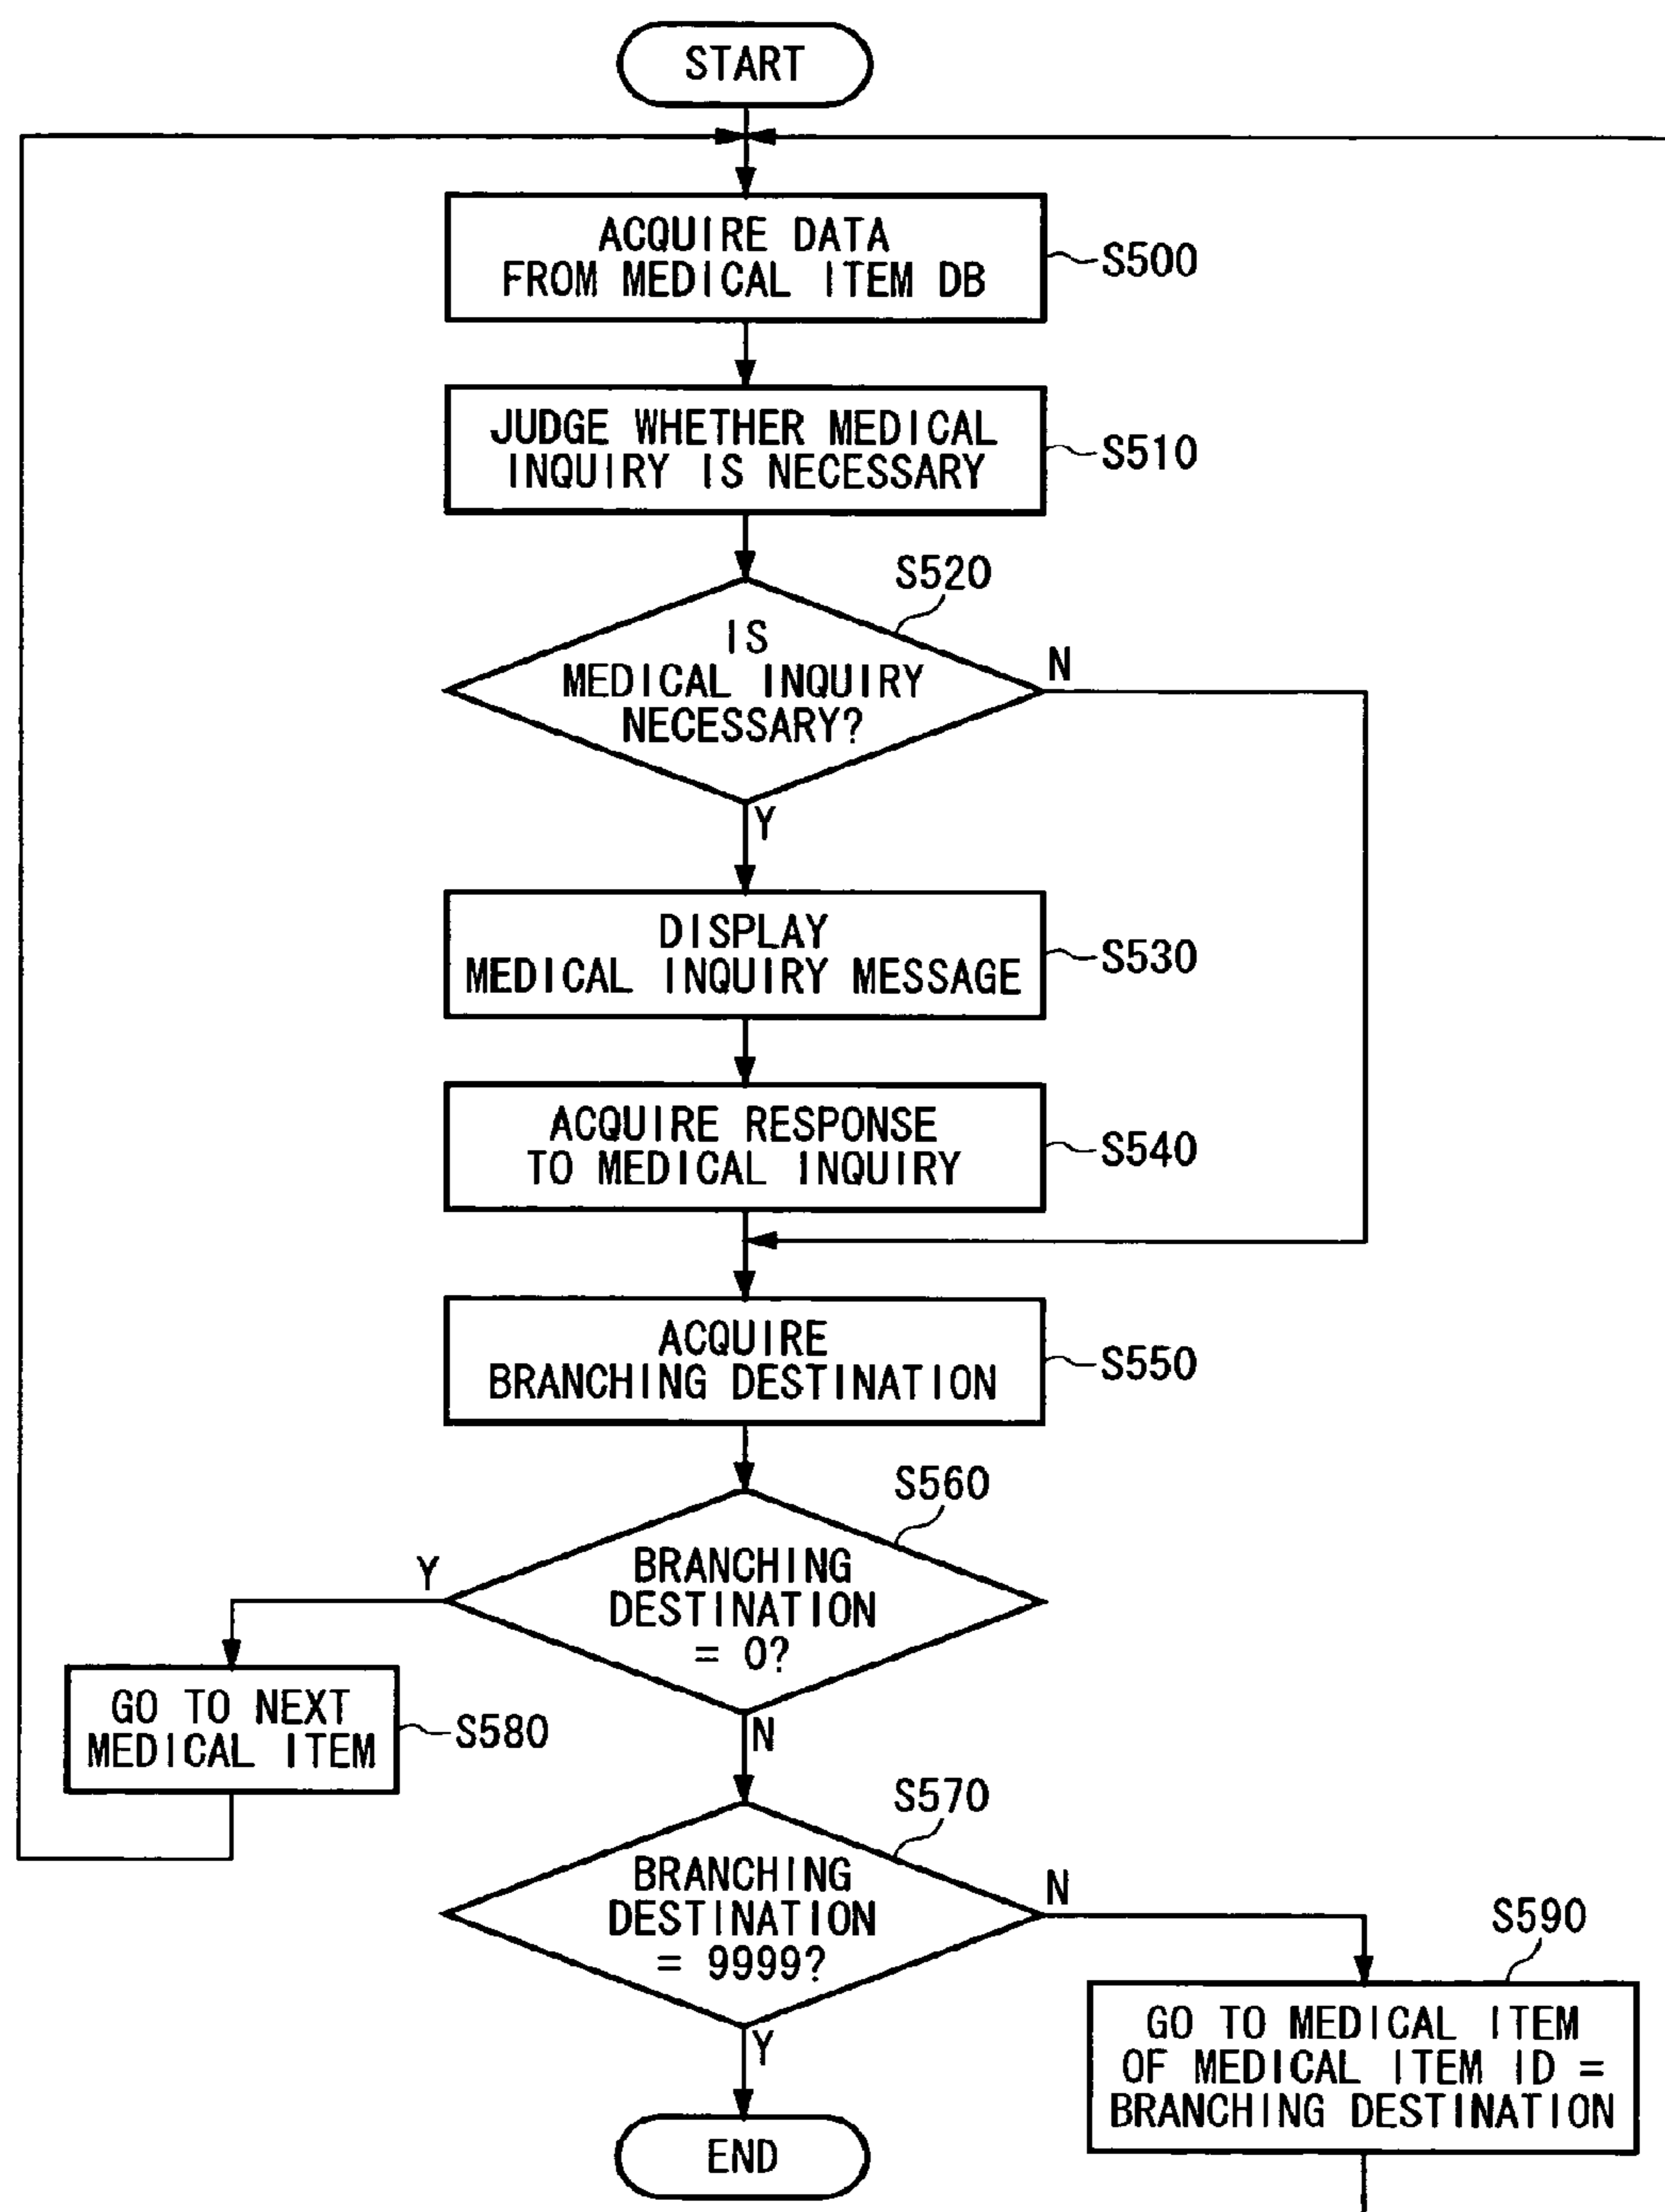 START
ACQUIRE DATA
FROM MEDICAL ITEM DB
S500
JUDGE WHETHER MEDICAL
INQUIRY IS NECESSARY
S510
S520
IS
MEDICAL INQUIRY
NECESSARY?
N
Y
DISPLAY
MEDICAL INQUIRY MESSAGE
S530
ACQUIRE RESPONSE
TO MEDICAL INQUIRY
S540
ACQUIRE
BRANCHING DESTINATION
S550
S560
BRANCHING
DESTINATION
= 0?
Y
N
GO TO NEXT
MEDICAL ITEM
S580
S570
BRANCHING
DESTINATION
= 9999?
N
Y
S590
GO TO MEDICAL ITEM
OF MEDICAL ITEM ID =
BRANCHING DESTINATION
END